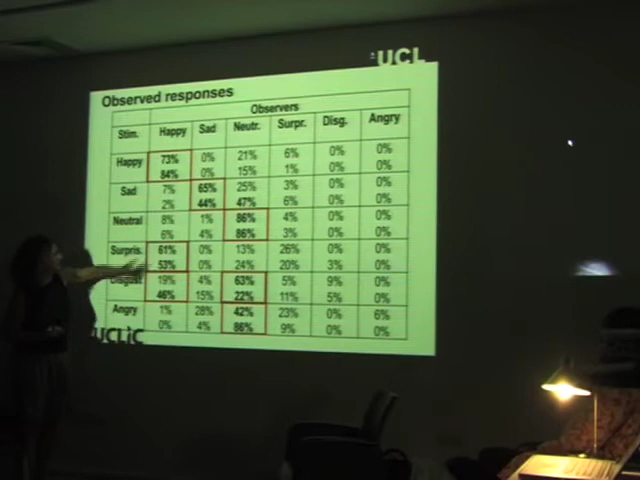 UCL
Observed responses
Observers
Stim. Happy Sad Neutr. Surpr. Disg. Angry
Happy 73% 0% 21% 6% 0% 0%
84% 0% 15% 1% 0% 0%
Sad 7% 65% 25% 3% 0% 0%
2% 44% 47% 6% 0% 0%
Neutral 8% 1% 86% 4% 0% 0%
6% 4% 86% 3% 0% 0%
Surpris. 61% 0% 13% 26% 0% 0%
53% 0% 24% 20% 3% 0%
Disgust 19% 4% 63% 5% 9% 0%
46% 15% 22% 11% 5% 0%
Angry 1% 28% 42% 23% 0% 6%
0% 4% 86% 9% 0% 0%
UCLIC